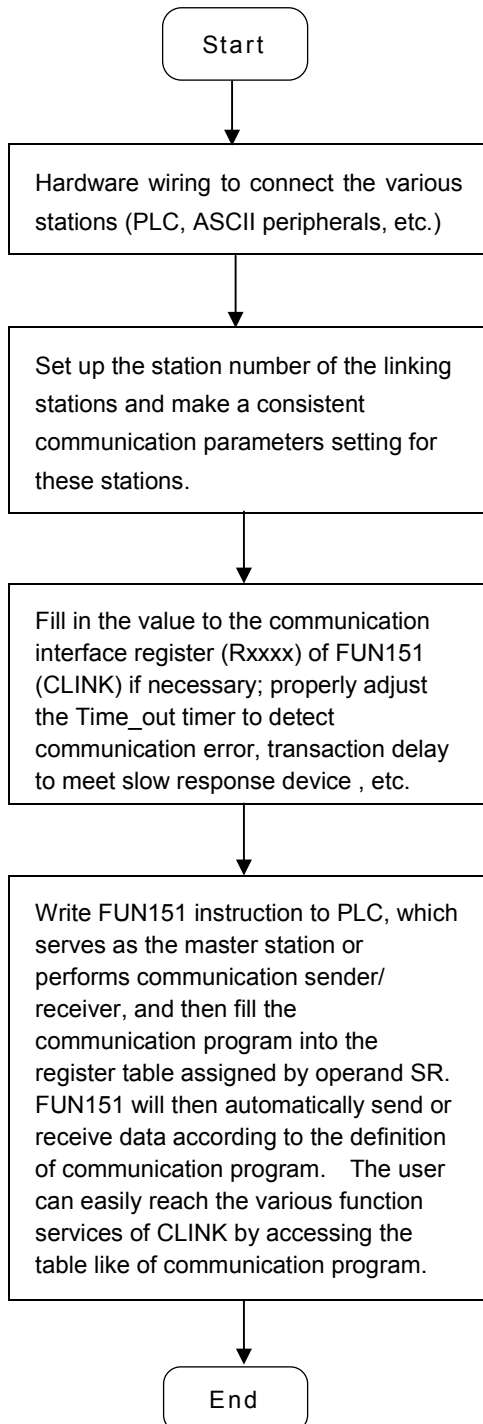 Start
Hardware wiring to connect the various
stations (PLC, ASCII peripherals, etc.)
Set up the station number of the linking
stations and make a consistent
communication parameters setting for
these stations.
Fill in the value to the communication
interface register (Rxxxx) of FUN151
(CLINK) if necessary; properly adjust
the Time_out timer to detect
communication error, transaction delay
to meet slow response device , etc.
Write FUN151 instruction to PLC, which
serves as the master station or
performs communication sender/
receiver, and then fill the
communication program into the
register table assigned by operand SR.
FUN151 will then automatically send or
receive data according to the definition
of communication program. The user
can easily reach the various function
services of CLINK by accessing the
table like of communication program.
End